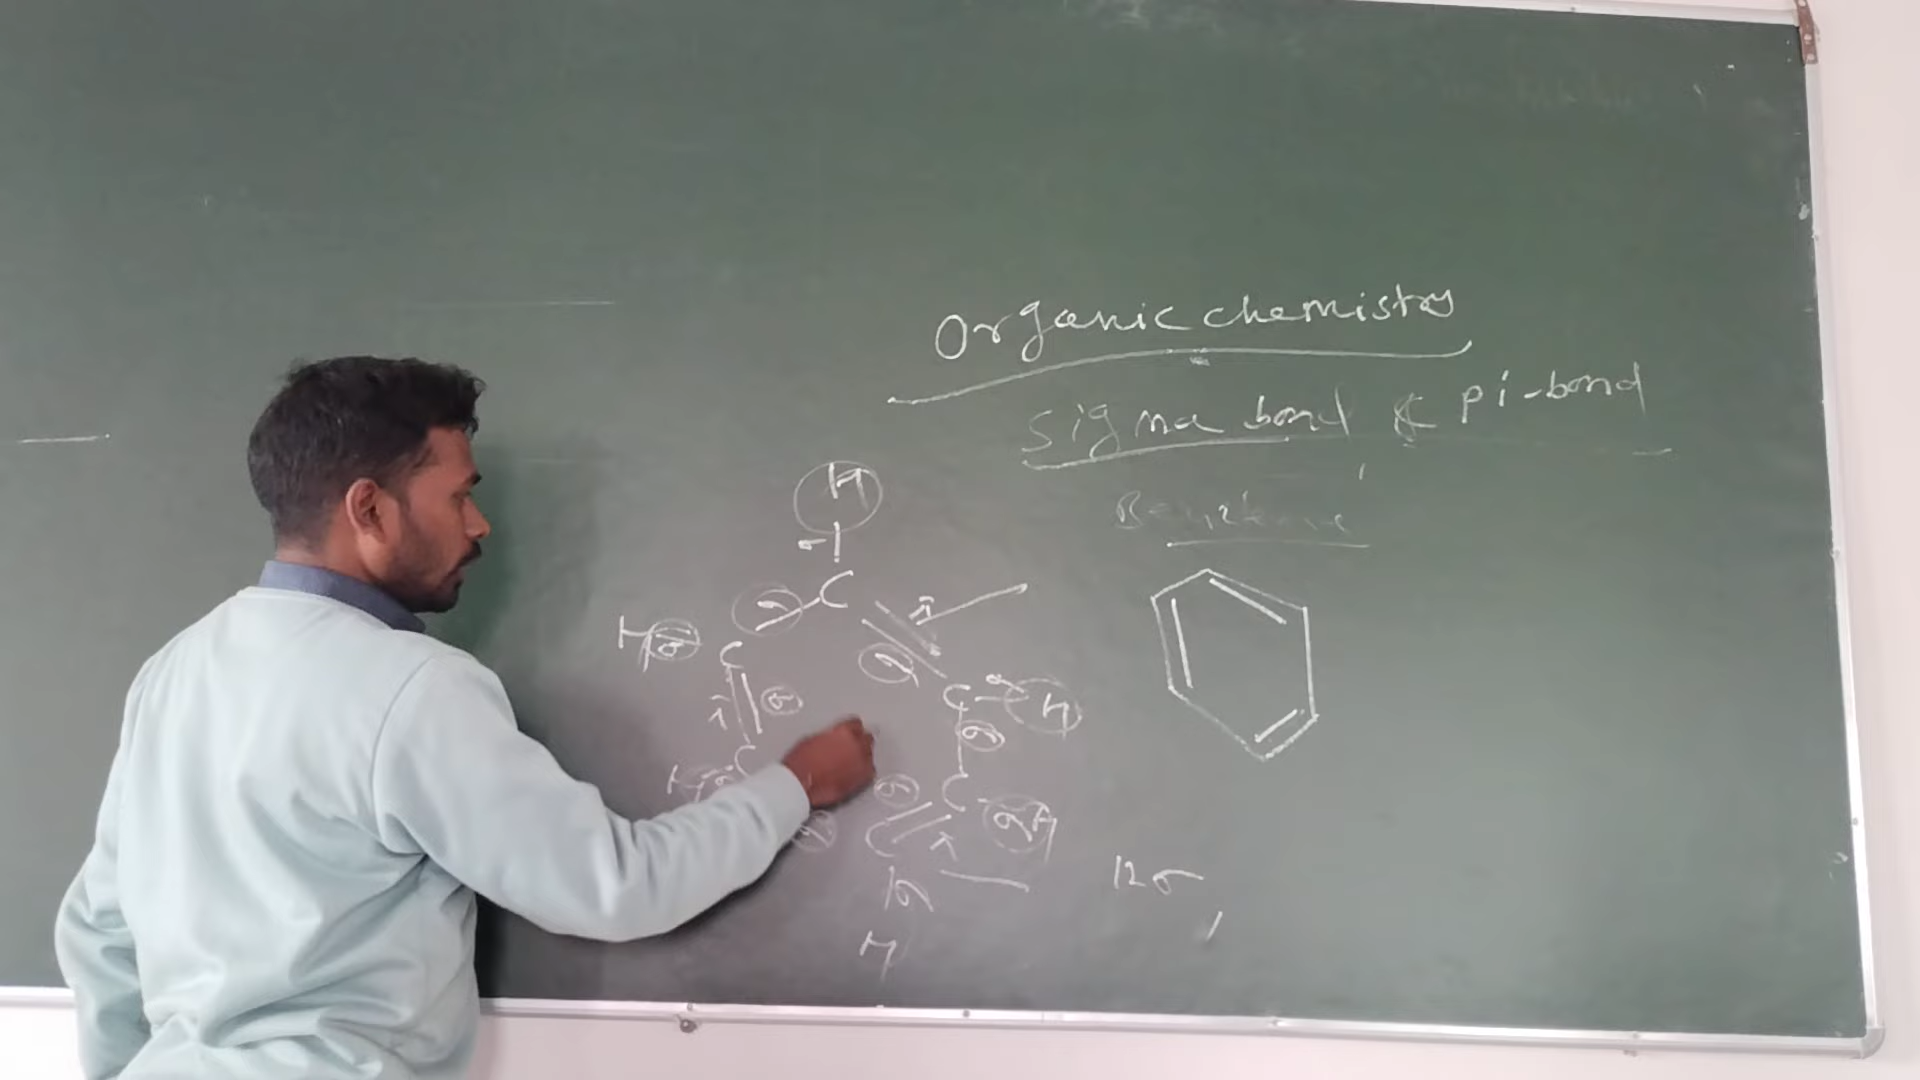 Organic chemistry
sigma bond & pi-bond
Benzene
H
σ
C
σ π
H σ C σ C σ H
π σ σ
H σ C σ C σ H
σ C π
σ
H
12σ